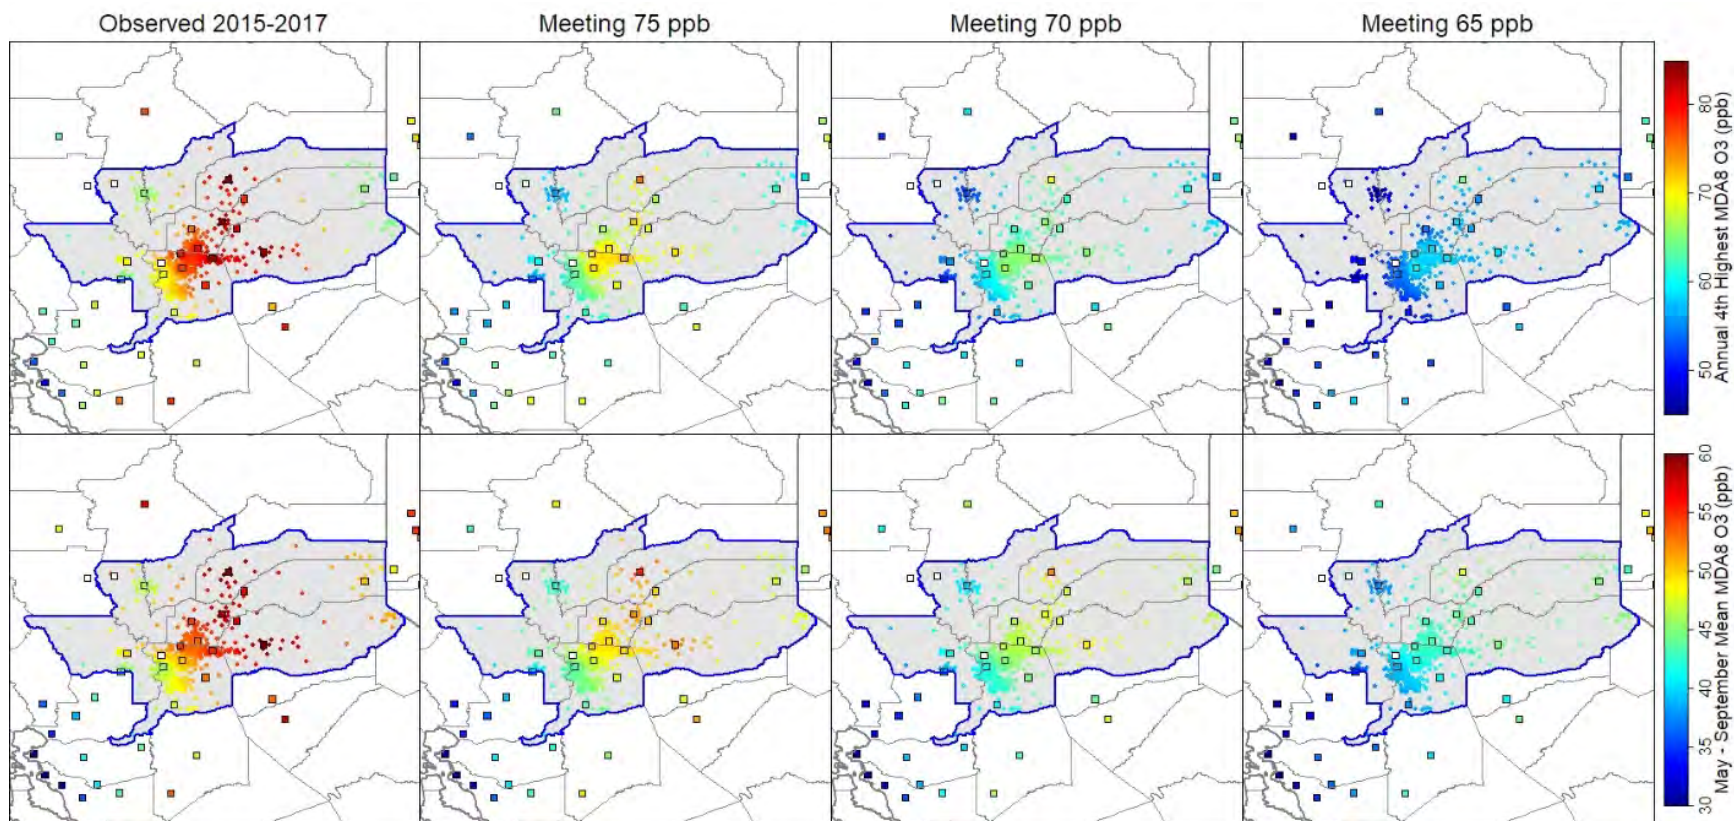 Observed 2015-2017
Meeting 75 ppb
Meeting 70 ppb
Meeting 65 ppb
80
70
60
50
Annual 4th Highest MDA8 O3 (ppb)
60
55
50
45
40
35
30
May - September Mean MDA8 O3 (ppb)